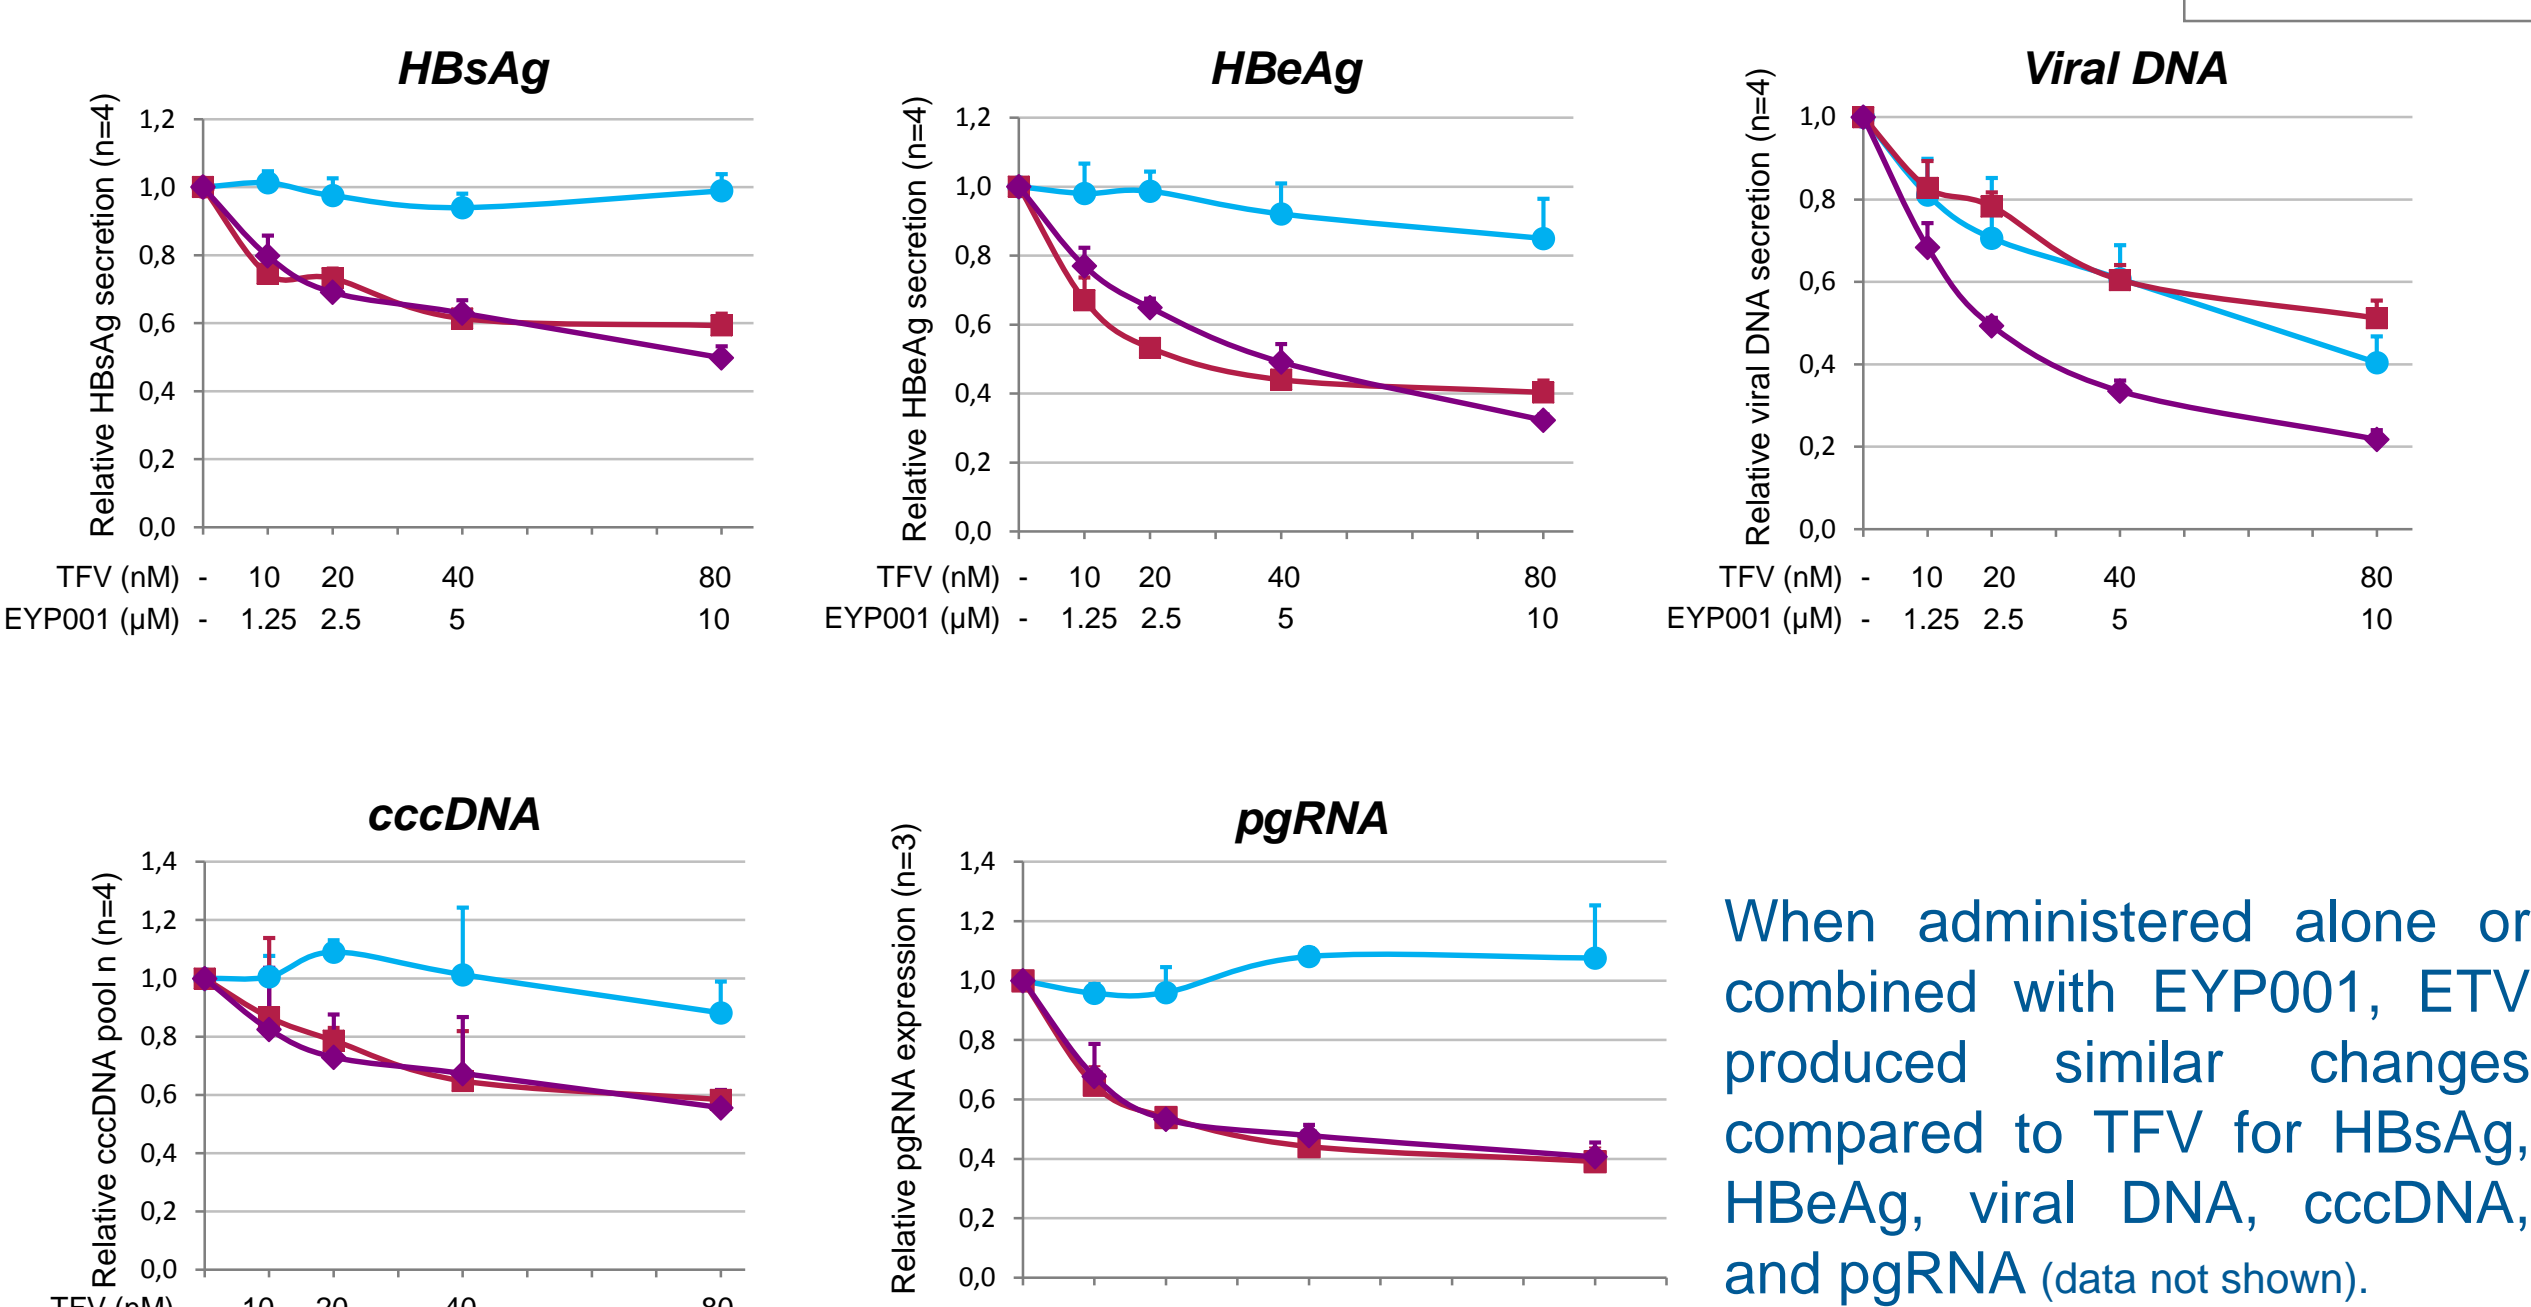 HBsAg
Relative HBsAg secretion (n=4)
1,2
1,0
0,8
0,6
0,4
0,2
0,0
TFV (nM) - 10 20 40 80
EYP001 (µM) - 1.25 2.5 5 10
HBeAg
Relative HBeAg secretion (n=4)
1,2
1,0
0,8
0,6
0,4
0,2
0,0
TFV (nM) - 10 20 40 80
EYP001 (µM) - 1.25 2.5 5 10
Viral DNA
Relative viral DNA secretion (n=4)
1,0
0,8
0,6
0,4
0,2
0,0
TFV (nM) - 10 20 40 80
EYP001 (µM) - 1.25 2.5 5 10
cccDNA
Relative cccDNA pool n (n=4)
1,4
1,2
1,0
0,8
0,6
0,4
0,2
0,0
TFV (nM) 10 20 40 80
pgRNA
Relative pgRNA expression (n=3)
1,4
1,2
1,0
0,8
0,6
0,4
0,2
0,0
When administered alone or
combined with EYP001, ETV
produced similar changes
compared to TFV for HBsAg,
HBeAg, viral DNA, cccDNA,
and pgRNA (data not shown).